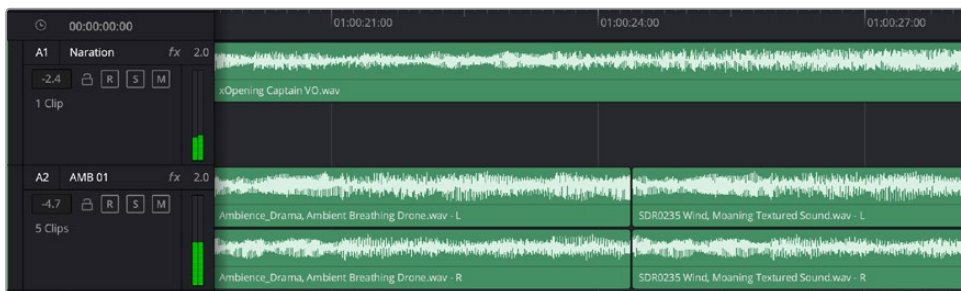 00:00:00:00 01:00:21:00 01:00:24:00 01:00:27:00
A1 Naration fx 2.0
-2.4 R S M
xOpening Captain VO.wav
1 Clip
A2 AMB 01 fx 2.0
-4.7 R S M
Ambience_Drama, Ambient Breathing Drone.wav - L SDR0235 Wind, Moaning Textured Sound.wav - L
5 Clips
Ambience_Drama, Ambient Breathing Drone.wav - R SDR0235 Wind, Moaning Textured Sound.wav - R